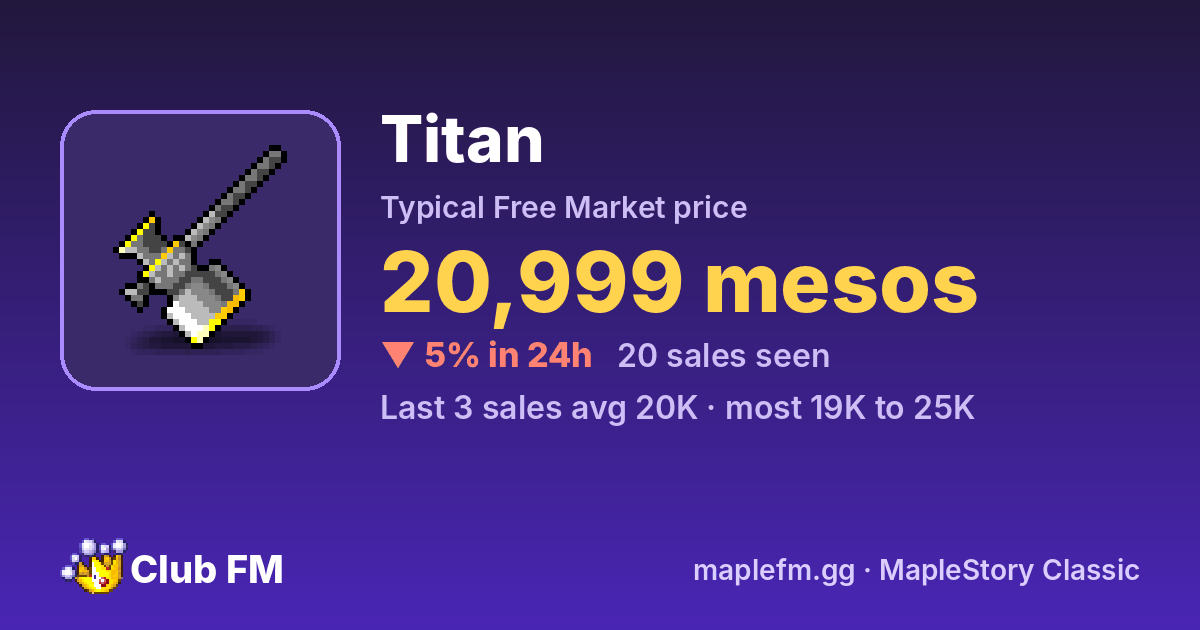 Titan
Typical Free Market price
20,999 mesos
▼ 5% in 24h 20 sales seen
Last 3 sales avg 20K · most 19K to 25K
Club FM
maplefm.gg · MapleStory Classic